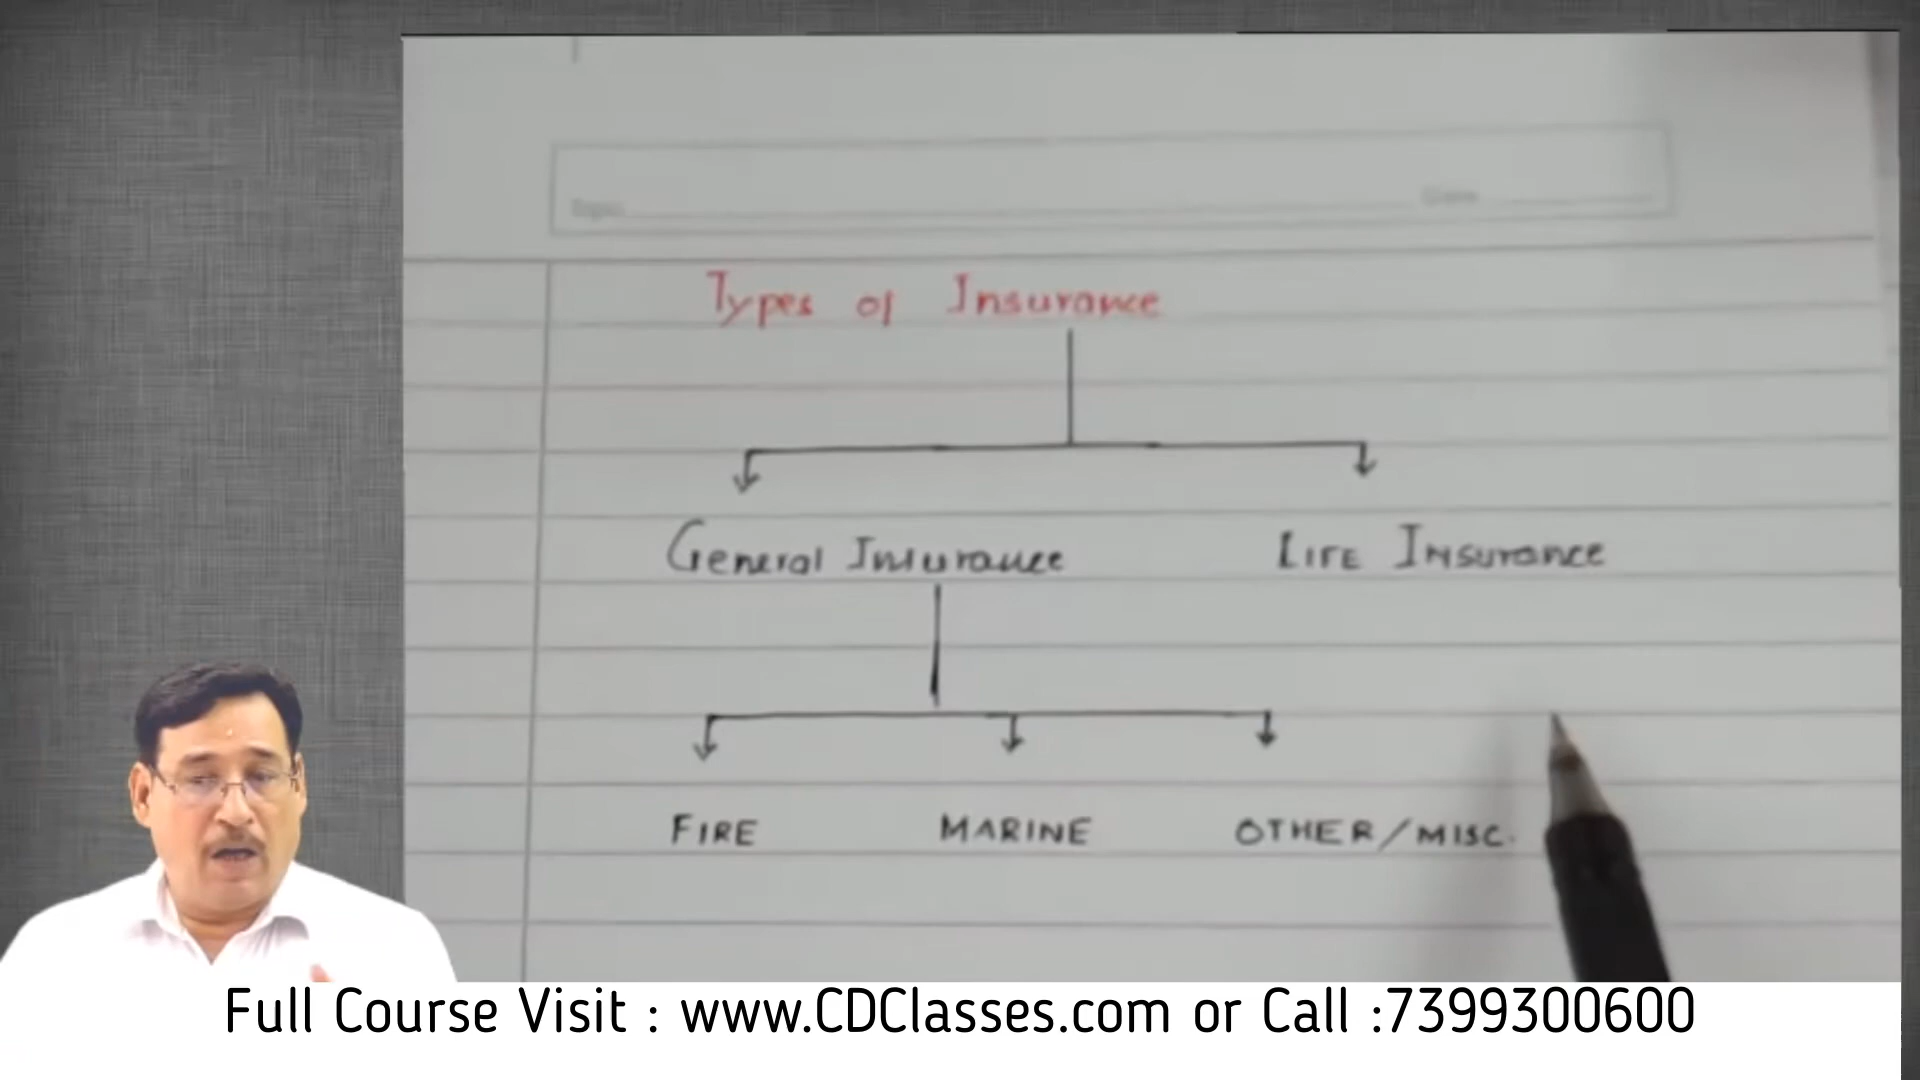 Types of Insurance
General Insurance
LIFE INSURANCE
FIRE
MARINE
OTHER/MISC.
Full Course Visit : www.CDClasses.com or Call :7399300600